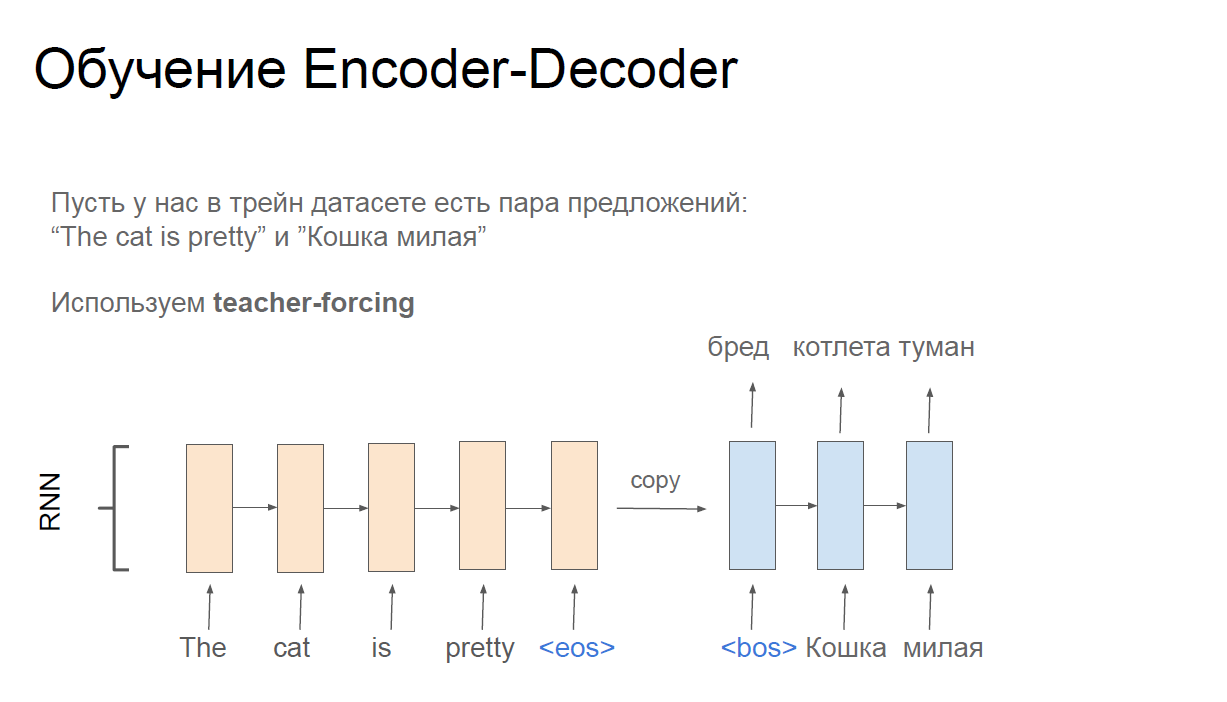 Обучение Encoder-Decoder
Пусть у нас в трейн датасете есть пара предложений:
“The cat is pretty” и ”Кошка милая”
Используем teacher-forcing
бред котлета туман
RNN
copy
The cat is pretty <eos> <bos> Кошка милая